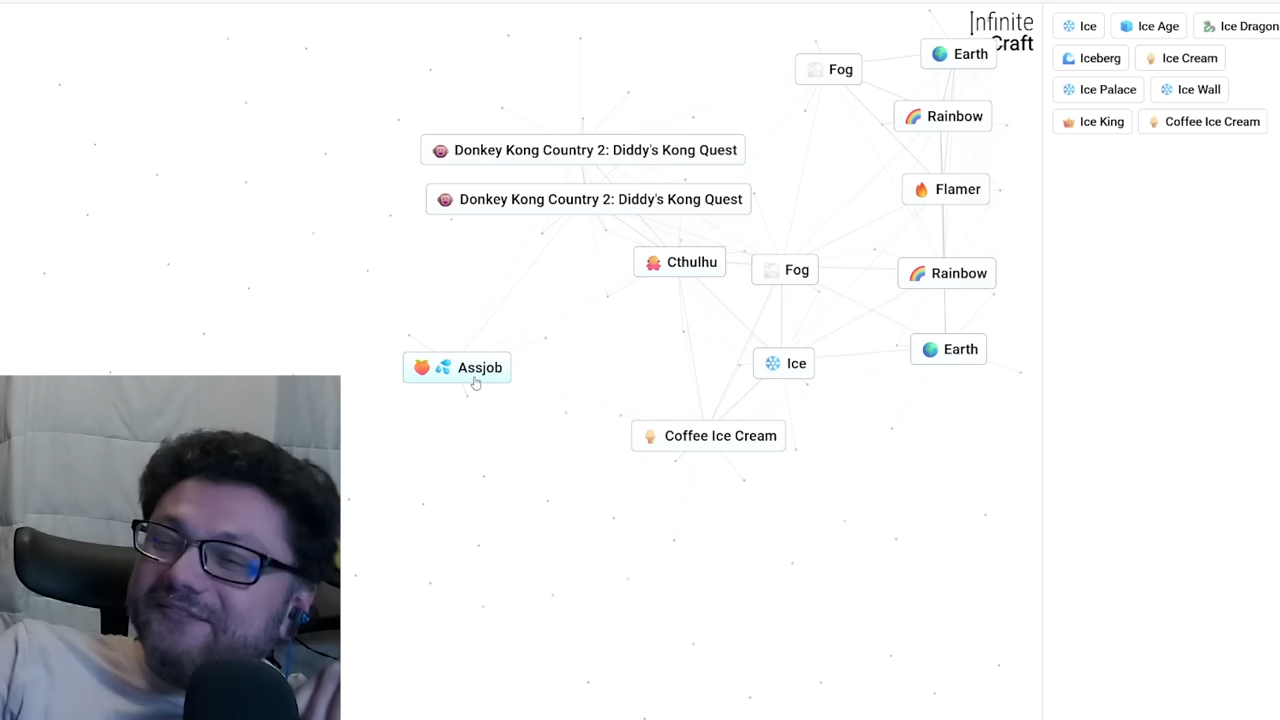 Infinite
Craft
Fog
Earth
Rainbow
Donkey Kong Country 2: Diddy's Kong Quest
Flamer
Donkey Kong Country 2: Diddy's Kong Quest
Cthulhu
Fog
Rainbow
Assjob
Ice
Earth
Coffee Ice Cream
Ice
Ice Age
Ice Dragon
Iceberg
Ice Cream
Ice Palace
Ice Wall
Ice King
Coffee Ice Cream